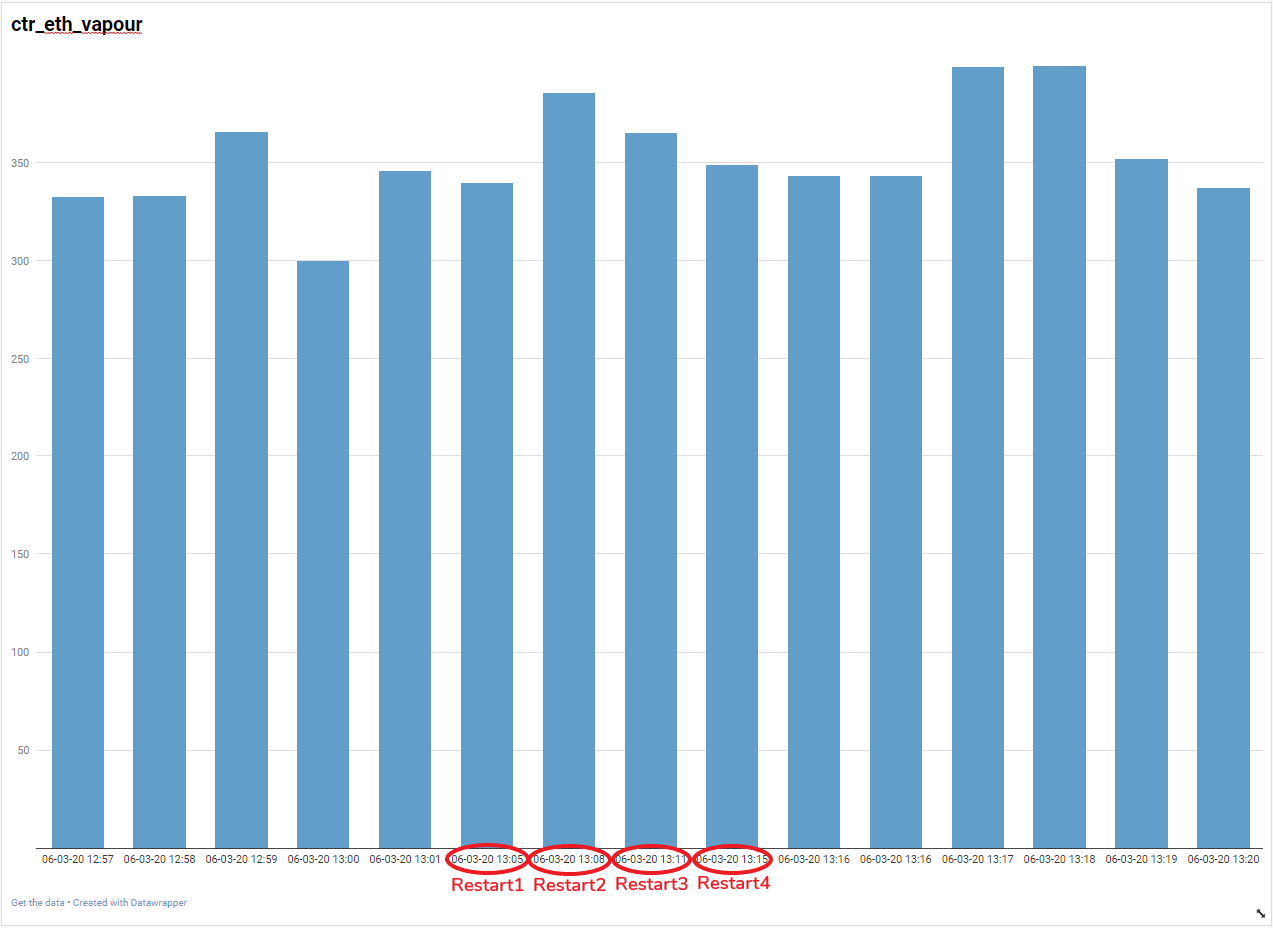 ctr_eth_vapour
350
300
250
200
150
100
50
06-03-20 12:57 06-03-20 12:58 06-03-20 12:59 06-03-20 13:00 06-03-20 13:01 06-03-20 13:05 06-03-20 13:08 06-03-20 13:11 06-03-20 13:15 06-03-20 13:16 06-03-20 13:16 06-03-20 13:17 06-03-20 13:18 06-03-20 13:19 06-03-20 13:20
Restart1 Restart2 Restart3 Restart4
Get the data • Created with Datawrapper